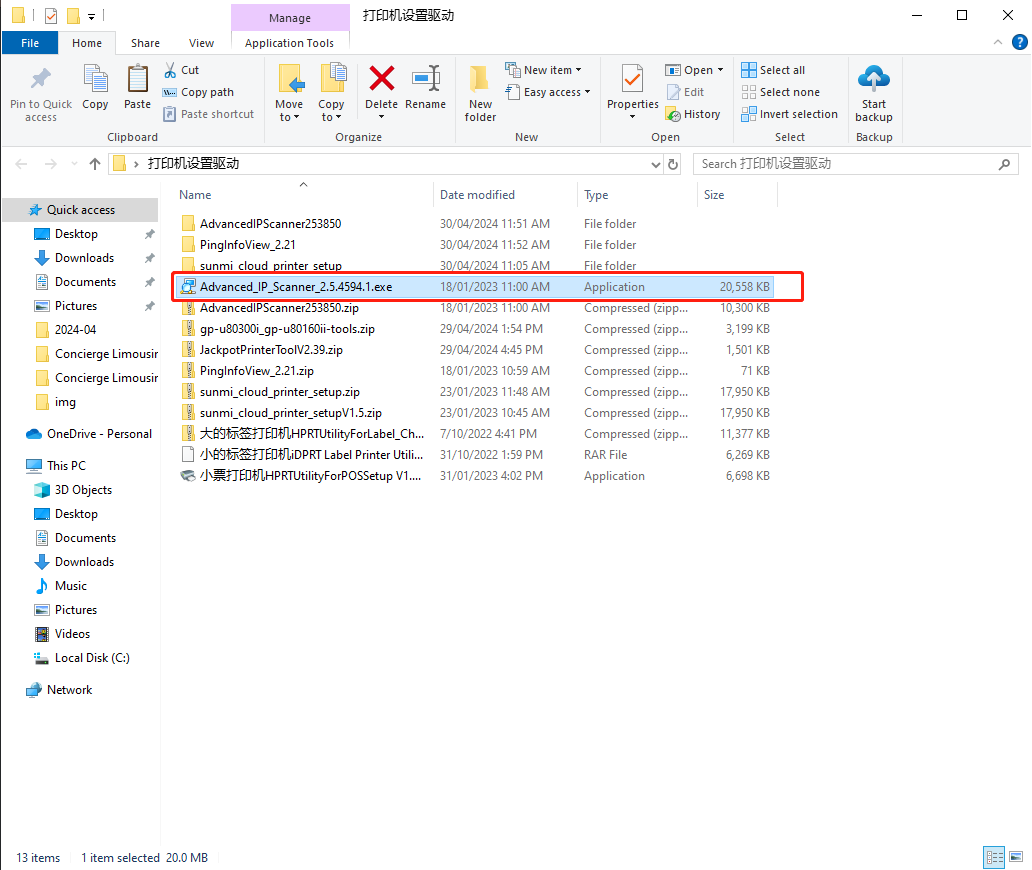 Manage
打印机设置驱动
File Home Share View Application Tools
Pin to Quick access
Copy
Paste
Cut
Copy path
Paste shortcut
Clipboard
Move to
Copy to
Delete
Rename
Organize
New folder
New item
Easy access
New
Properties
Open
Edit
History
Open
Select all
Select none
Invert selection
Select
Start backup
Backup
打印机设置驱动
Search 打印机设置驱动
Quick access
Desktop
Downloads
Documents
Pictures
2024-04
Concierge Limousir
Concierge Limousir
img
OneDrive - Personal
This PC
3D Objects
Desktop
Documents
Downloads
Music
Pictures
Videos
Local Disk (C:)
Network
Name Date modified Type Size
AdvancedIPScanner253850 30/04/2024 11:51 AM File folder
PingInfoView_2.21 30/04/2024 11:52 AM File folder
sunmi_cloud_printer_setup 30/04/2024 11:05 AM File folder
Advanced_IP_Scanner_2.5.4594.1.exe 18/01/2023 11:00 AM Application 20,558 KB
AdvancedIPScanner253850.zip 18/01/2023 11:00 AM Compressed (zipp... 10,300 KB
gp-u80300i_gp-u80160ii-tools.zip 29/04/2024 1:54 PM Compressed (zipp... 3,199 KB
JackpotPrinterToolV2.39.zip 29/04/2024 4:45 PM Compressed (zipp... 1,501 KB
PingInfoView_2.21.zip 18/01/2023 10:59 AM Compressed (zipp... 71 KB
sunmi_cloud_printer_setup.zip 23/01/2023 11:48 AM Compressed (zipp... 17,950 KB
sunmi_cloud_printer_setupV1.5.zip 23/01/2023 10:45 AM Compressed (zipp... 17,950 KB
大的标签打印机HPRTUtilityForLabel_Ch... 7/10/2022 4:41 PM Compressed (zipp... 11,377 KB
小的标签打印机iDPRT Label Printer Utili... 31/10/2022 1:59 PM RAR File 6,269 KB
小票打印机HPRTUtilityForPOSSetup V1.... 31/01/2023 4:02 PM Application 6,698 KB
13 items 1 item selected 20.0 MB